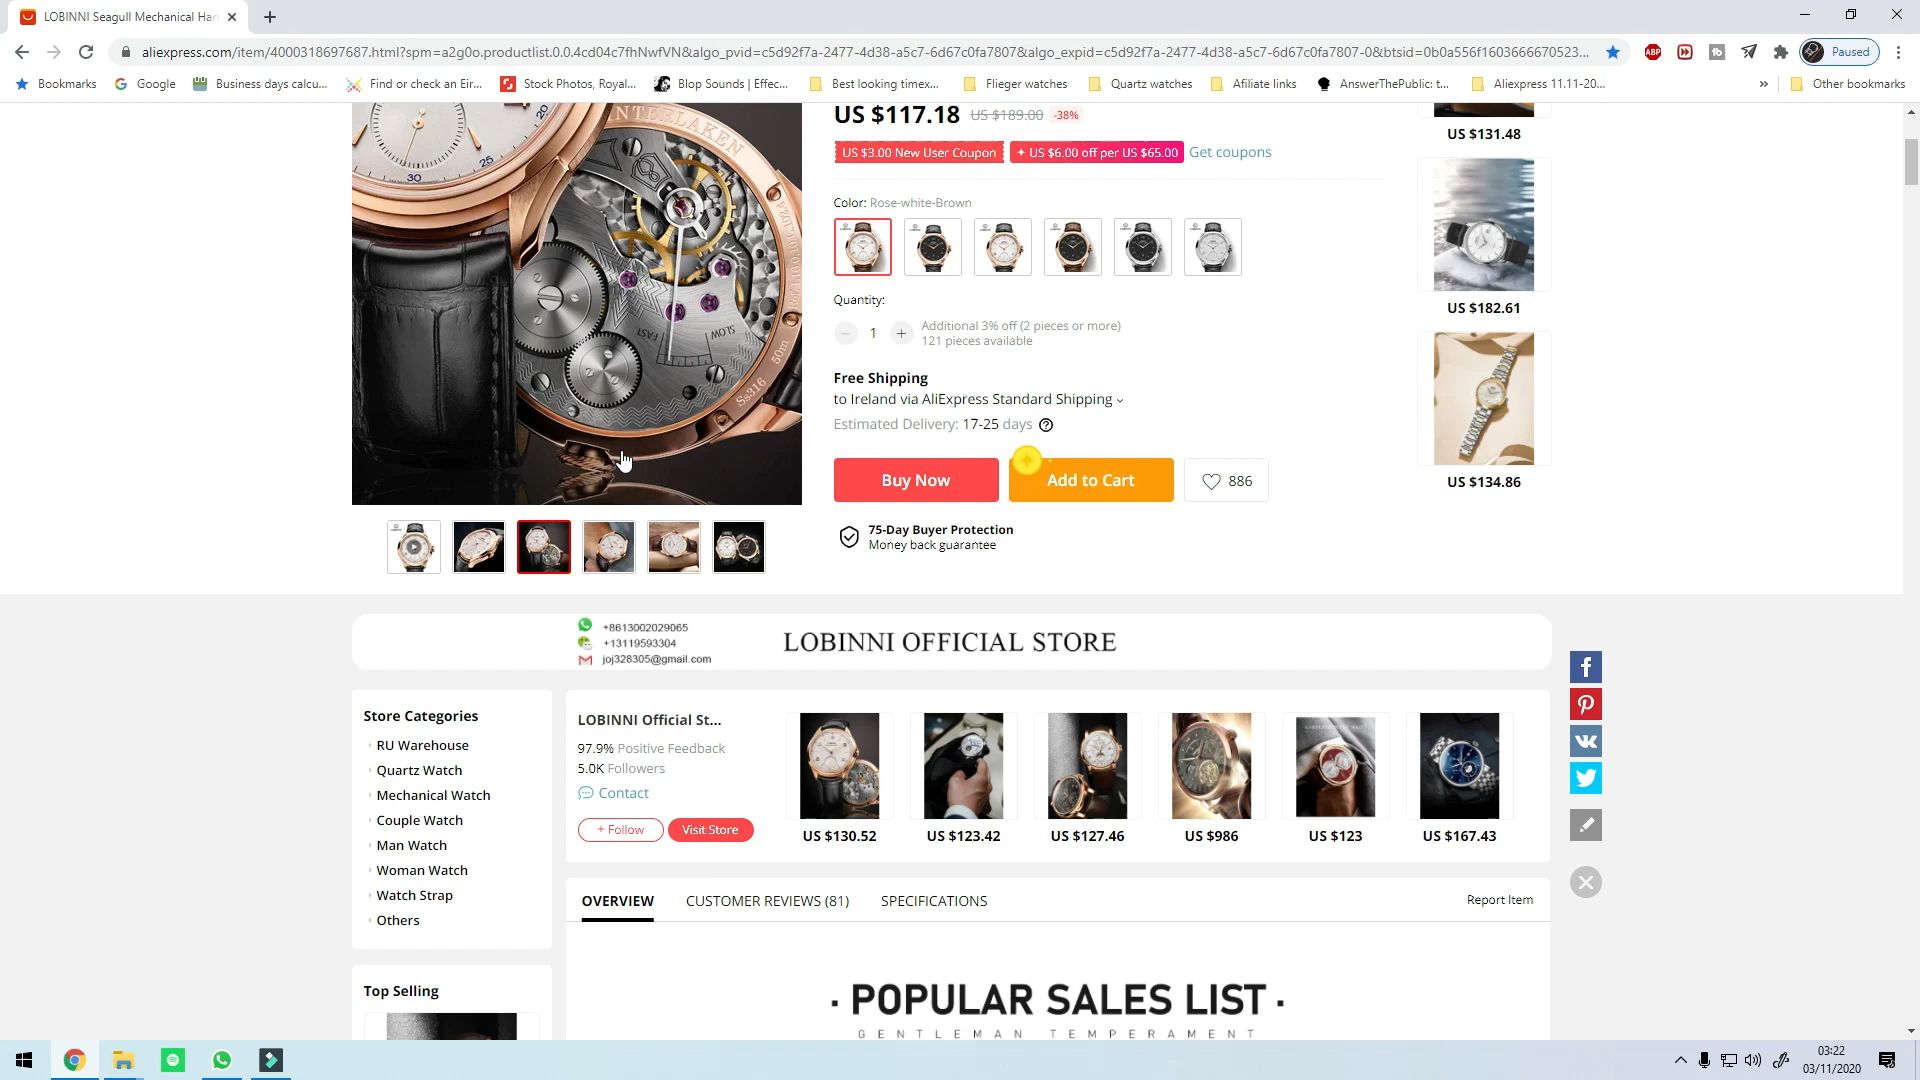 LOBINNI Seagull Mechanical Han
aliexpress.com/item/4000318697687.html?spm=a2g0o.productlist.0.0.4cd04c7fhNwfVN&algo_pvid=c5d92f7a-2477-4d38-a5c7-6d67c0fa7807&algo_expid=c5d92f7a-2477-4d38-a5c7-6d67c0fa7807-0&btsid=0b0a556f1603666670523...
ABP
Paused
Bookmarks
Google
Business days calcu...
Find or check an Eir...
Stock Photos, Royal...
Blop Sounds | Effec...
Best looking timex...
Flieger watches
Quartz watches
Afiliate links
AnswerThePublic: t...
Aliexpress 11.11-20...
»
Other bookmarks
INTERLAKEN
20
25
30
FAST
SLOW
50m
Ss316
US $117.18 US $189.00 -38%
US $3.00 New User Coupon
US $6.00 off per US $65.00
Get coupons
Color: Rose-white-Brown
Quantity:
1
Additional 3% off (2 pieces or more)
121 pieces available
Free Shipping
to Ireland via AliExpress Standard Shipping
Estimated Delivery: 17-25 days
Buy Now
Add to Cart
886
75-Day Buyer Protection
Money back guarantee
US $131.48
US $182.61
US $134.86
+8613002029065
+13119593304
joj328305@gmail.com
LOBINNI OFFICIAL STORE
Store Categories
RU Warehouse
Quartz Watch
Mechanical Watch
Couple Watch
Man Watch
Woman Watch
Watch Strap
Others
Top Selling
LOBINNI Official St...
97.9% Positive Feedback
5.0K Followers
Contact
+ Follow
Visit Store
US $130.52
US $123.42
US $127.46
US $986
US $123
US $167.43
OVERVIEW
CUSTOMER REVIEWS (81)
SPECIFICATIONS
Report Item
· POPULAR SALES LIST ·
GENTLEMAN TEMPERAMENT
03:22
03/11/2020